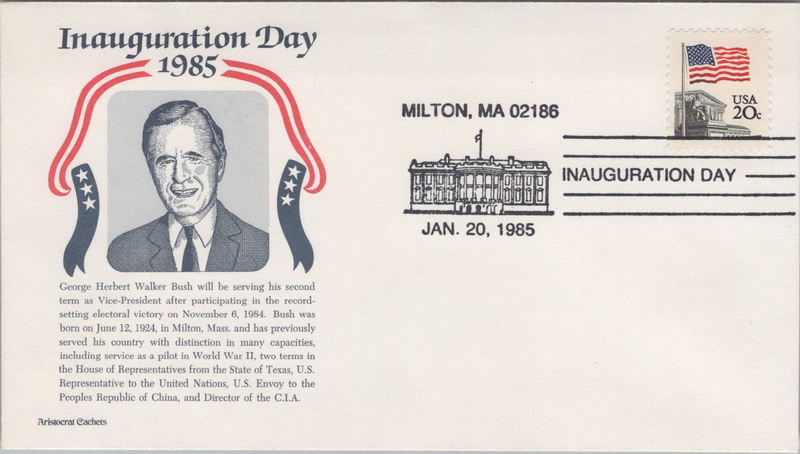 Inauguration Day
1985
George Herbert Walker Bush will be serving his second
term as Vice-President after participating in the record-
setting electoral victory on November 6, 1984. Bush was
born on June 12, 1924, in Milton, Mass. and has previously
served his country with distinction in many capacities,
including service as a pilot in World War II, two terms in
the House of Representatives from the State of Texas, U.S.
Representative to the United Nations, U.S. Envoy to the
Peoples Republic of China, and Director of the C.I.A.
Aristocrat Cachets
MILTON, MA 02186
INAUGURATION DAY
JAN. 20, 1985
USA
20c